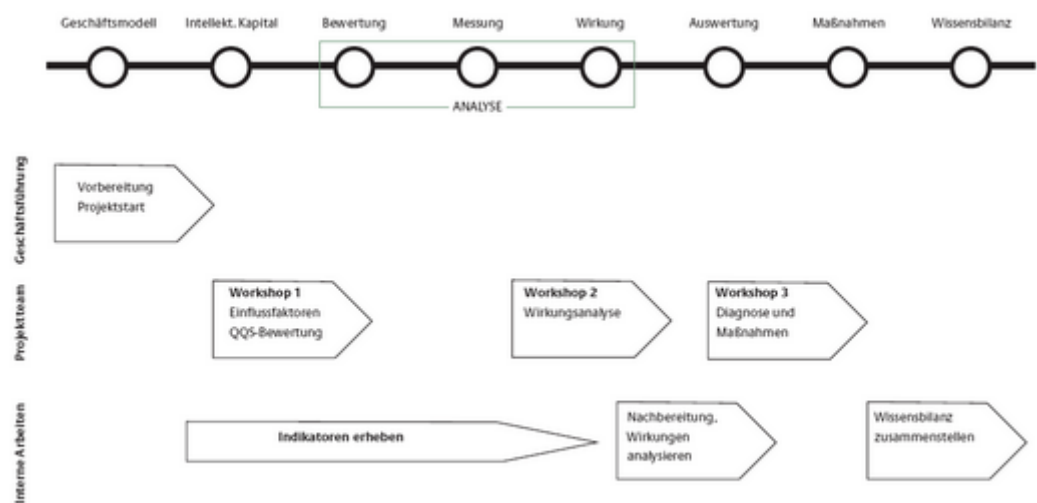 Geschäftsmodell
Intellekt. Kapital
Bewertung
Messung
Wirkung
Auswertung
Maßnahmen
Wissensbilanz
ANALYSE
Geschäftsführung
Vorbereitung
Projektstart
Projektteam
Workshop 1
Einflussfaktoren
QQS-Bewertung
Workshop 2
Wirkungsanalyse
Workshop 3
Diagnose und
Maßnahmen
Interne Arbeiten
Indikatoren erheben
Nachbereitung,
Wirkungen
analysieren
Wissensbilanz
zusammenstellen